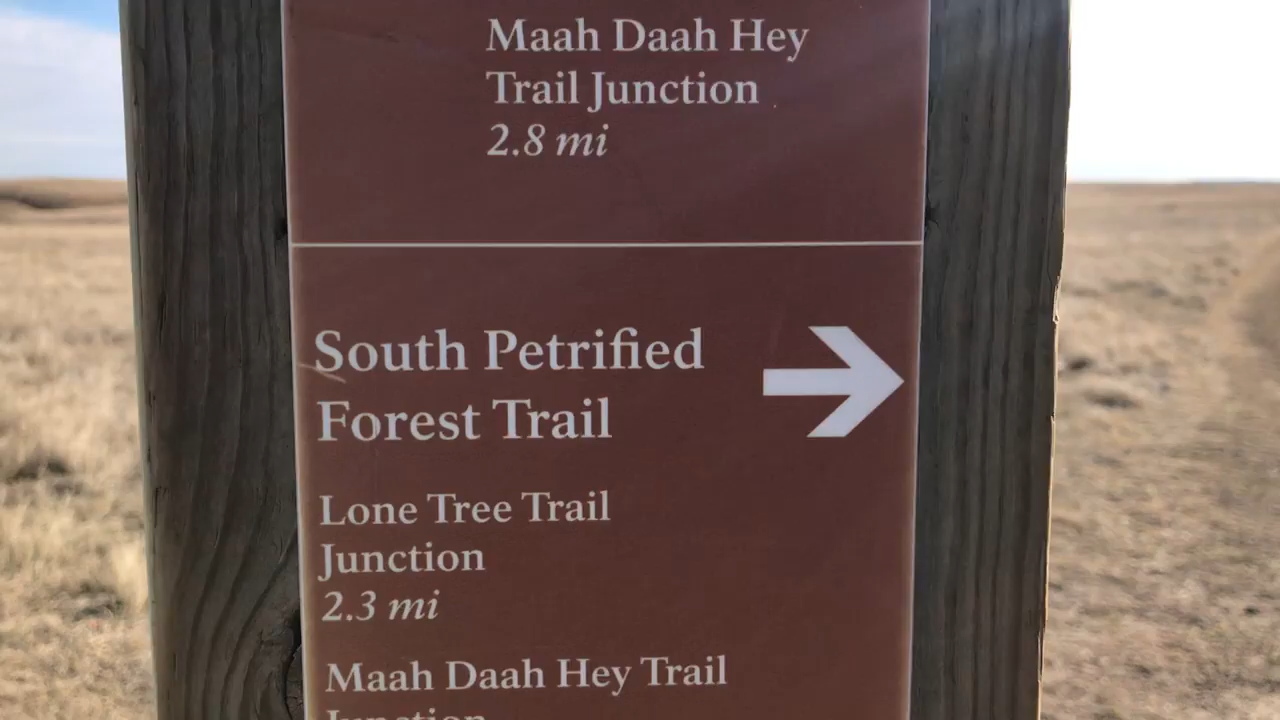 Maah Daah Hey
Trail Junction
2.8 mi
South Petrified
Forest Trail
Lone Tree Trail
Junction
2.3 mi
Maah Daah Hey Trail
Junction